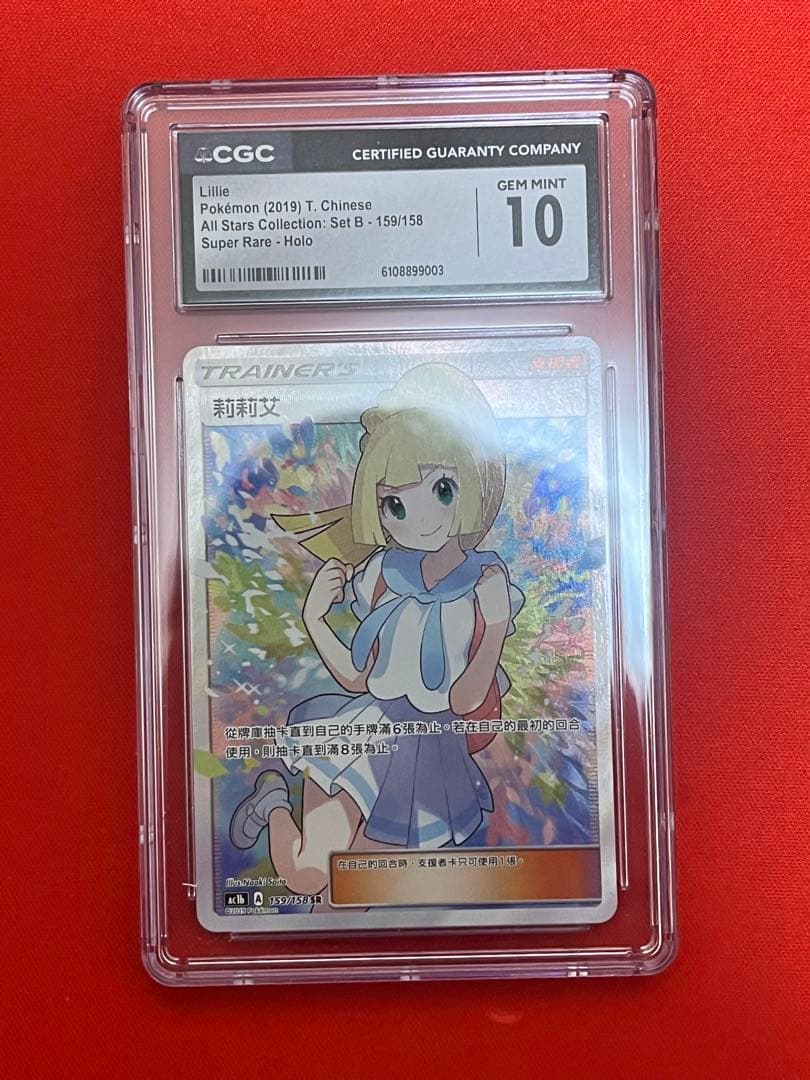 CGC CERTIFIED GUARANTY COMPANY
Lillie
Pokémon (2019) T. Chinese
All Stars Collection: Set B - 159/158
Super Rare - Holo
GEM MINT
10
6108899003
TRAINER'S 支援者
莉莉艾
從牌庫抽卡直到自己的手牌滿6張為止。若在自己的最初的回合
使用，則抽卡直到滿8張為止。
在自己的回合時，支援者卡只可使用1張。
Illus. Naoki Saito
AC1b A 159/158 SR
©2019 Pokémon